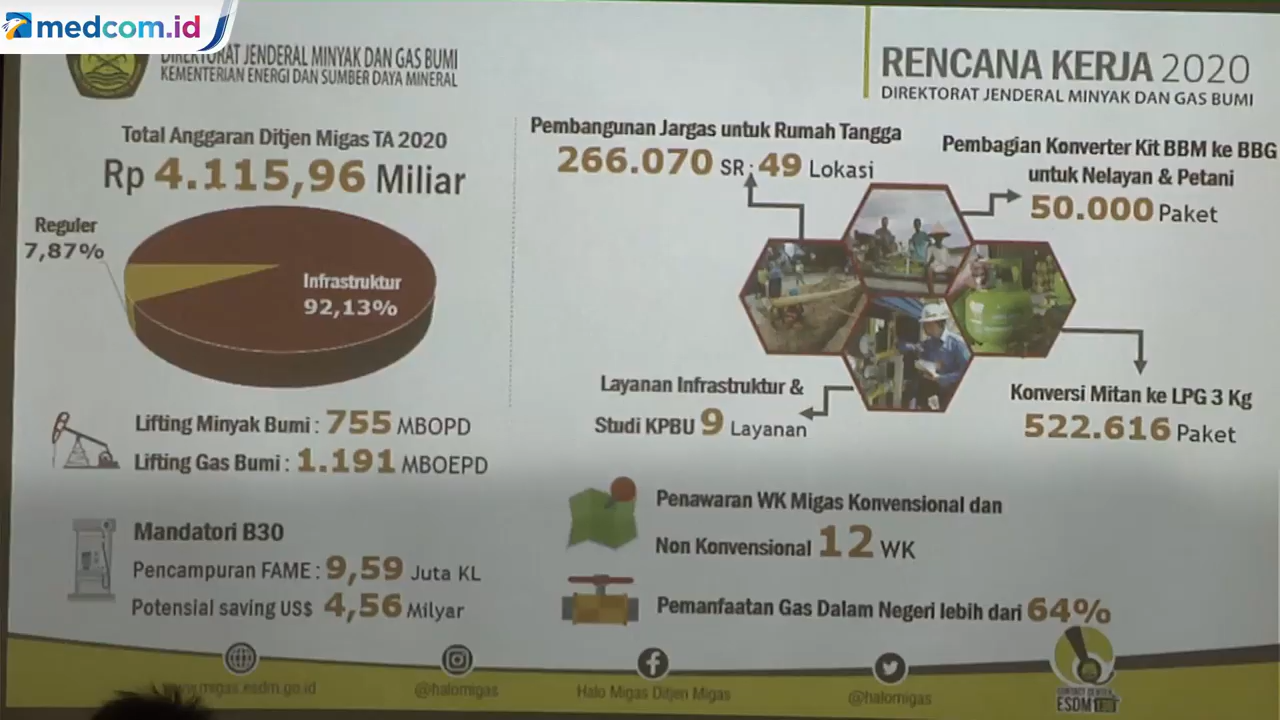 medcom.id
DIREKTORAT JENDERAL MINYAK DAN GAS BUMI
KEMENTERIAN ENERGI DAN SUMBER DAYA MINERAL
RENCANA KERJA 2020
DIREKTORAT JENDERAL MINYAK DAN GAS BUMI
Total Anggaran Ditjen Migas TA 2020
Rp 4.115,96 Miliar
Reguler
7,87%
Infrastruktur
92,13%
Lifting Minyak Bumi : 755 MBOPD
Lifting Gas Bumi : 1.191 MBOEPD
Mandatori B30
Pencampuran FAME : 9,59 Juta KL
Potensial saving US$ 4,56 Milyar
Pembangunan Jargas untuk Rumah Tangga
266.070 SR; 49 Lokasi
Pembagian Konverter Kit BBM ke BBG
untuk Nelayan & Petani
50.000 Paket
Layanan Infrastruktur &
Studi KPBU 9 Layanan
Konversi Mitan ke LPG 3 Kg
522.616 Paket
Penawaran WK Migas Konvensional dan
Non Konvensional 12 WK
Pemanfaatan Gas Dalam Negeri lebih dari 64%
www.migas.esdm.go.id
@halomigas
Halo Migas Ditjen Migas
@halomigas
CONTACT CENTER
ESDM 136